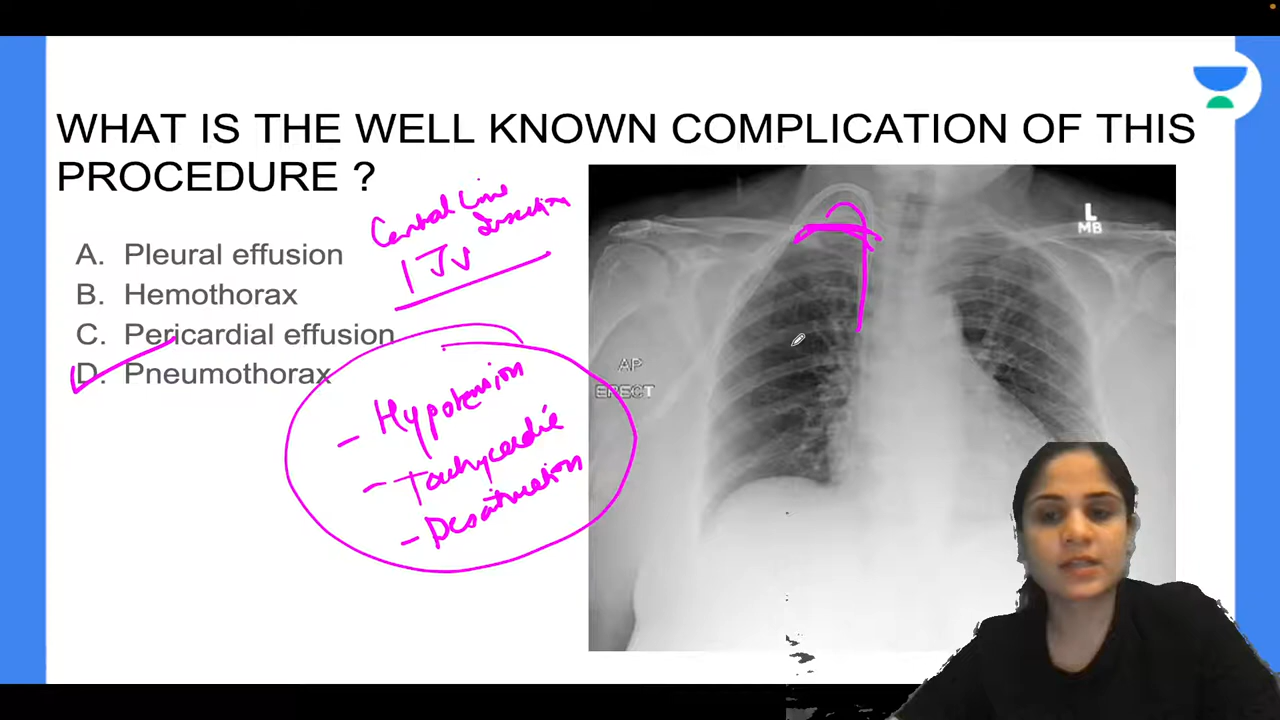 WHAT IS THE WELL KNOWN COMPLICATION OF THIS
PROCEDURE ?
Central Line
Insertion
IJV
A. Pleural effusion
B. Hemothorax
C. Pericardial effusion
D. Pneumothorax
- Hypotension
- Tachycardia
- Desaturation
L
MB
AP
ERECT